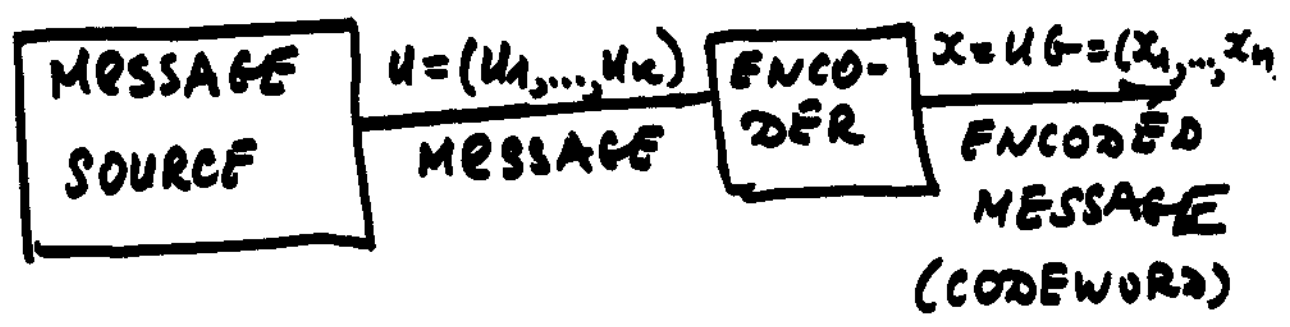 MESSAGE
SOURCE
u=(u1,...,uk)
MESSAGE
ENCO-
DER
x=uG=(x1,...,xn
ENCODED
MESSAGE
(CODEWORD)